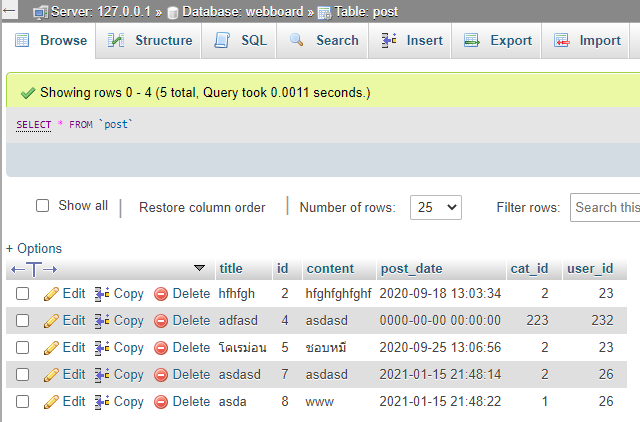 Server: 127.0.0.1 » Database: webboard » Table: post
Browse Structure SQL Search Insert Export Import
Showing rows 0 - 4 (5 total, Query took 0.0011 seconds.)
SELECT * FROM `post`
Show all Restore column order Number of rows: 25 Filter rows: Search this
+ Options
title id content post_date cat_id user_id
Edit Copy Delete hfhfgh 2 hfghfghfghf 2020-09-18 13:03:34 2 23
Edit Copy Delete adfasd 4 asdasd 0000-00-00 00:00:00 223 232
Edit Copy Delete โดเรม่อน 5 ชอบหมี 2020-09-25 13:06:56 2 23
Edit Copy Delete asdasd 7 asdasd 2021-01-15 21:48:14 2 26
Edit Copy Delete asda 8 www 2021-01-15 21:48:22 1 26